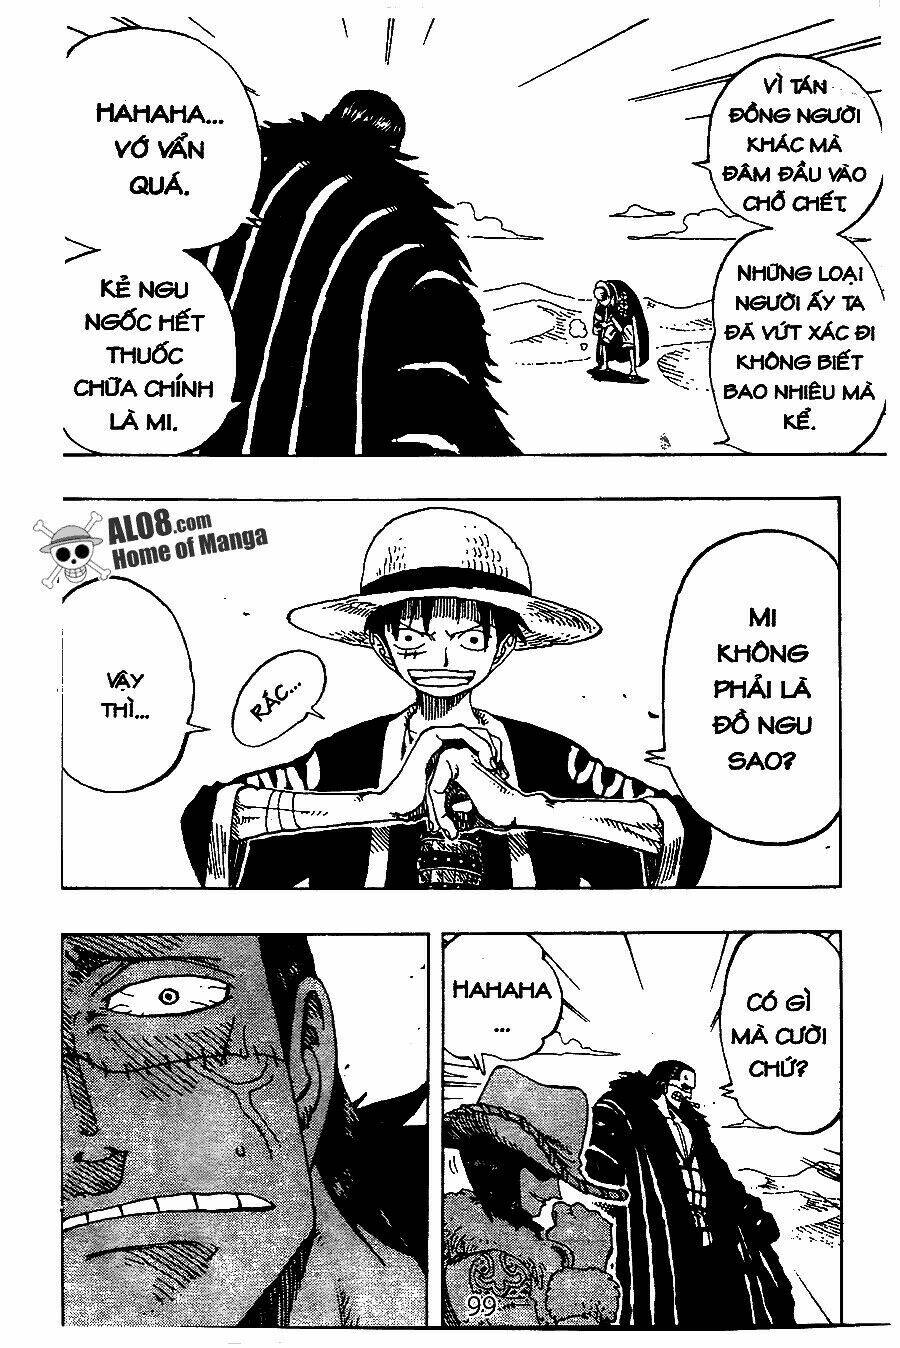 VÌ TÁN
ĐỒNG NGƯỜI
KHÁC MÀ
ĐÂM ĐẦU VÀO
CHỖ CHẾT.
NHỮNG LOẠI
NGƯỜI ẤY TA
ĐÃ VỨT XÁC ĐI
KHÔNG BIẾT
BAO NHIÊU MÀ
KỂ.
HAHAHA...
VỚ VẨN
QUÁ.
KẺ NGU
NGỐC HẾT
THUỐC
CHỮA CHÍNH
LÀ MI.
AL08.com
Home of Manga
MI
KHÔNG
PHẢI LÀ
ĐỒ NGU
SAO?
RẮC...
VẬY
THÌ...
CÓ GÌ
MÀ CƯỜI
CHỨ?
HAHAHA
...
99